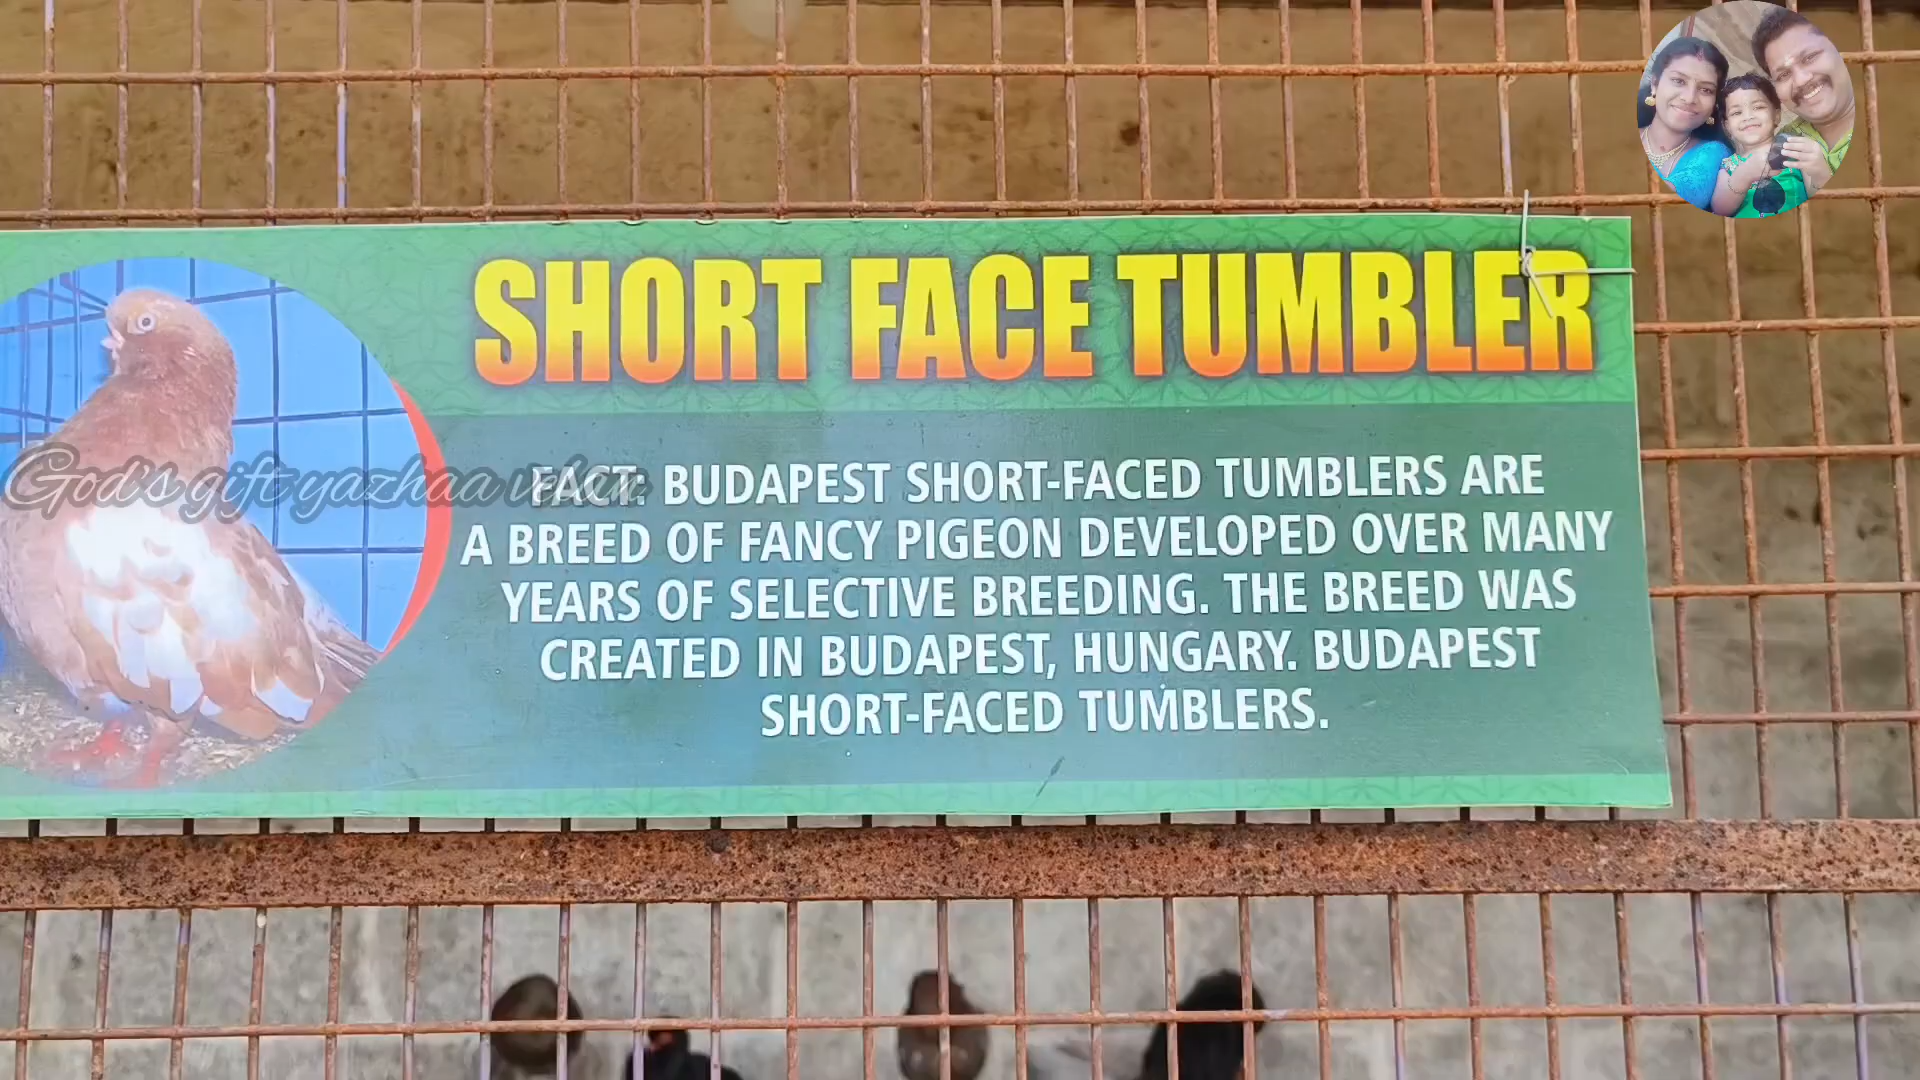 SHORT FACE TUMBLER
God's gift yazhaa
FACT: BUDAPEST SHORT-FACED TUMBLERS ARE
A BREED OF FANCY PIGEON DEVELOPED OVER MANY
YEARS OF SELECTIVE BREEDING. THE BREED WAS
CREATED IN BUDAPEST, HUNGARY. BUDAPEST
SHORT-FACED TUMBLERS.